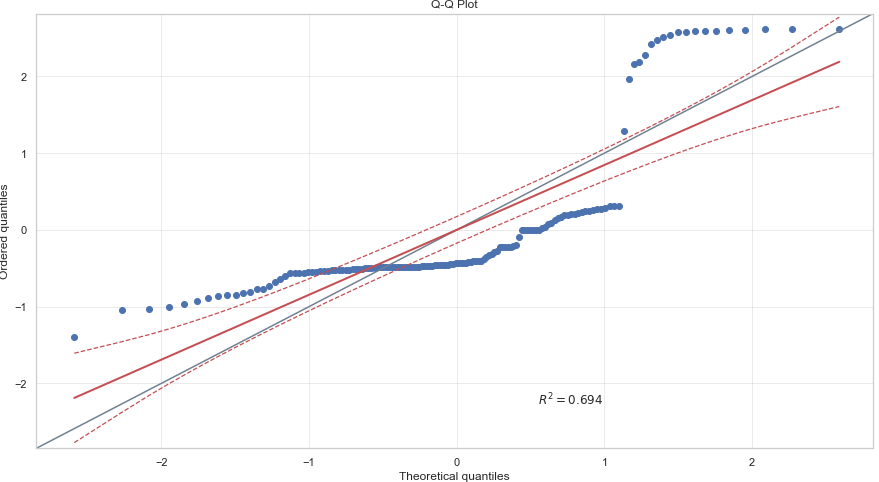 Q-Q Plot
Ordered quantiles
2
1
0
−1
−2
R² = 0.694
−2
−1
0
1
2
Theoretical quantiles